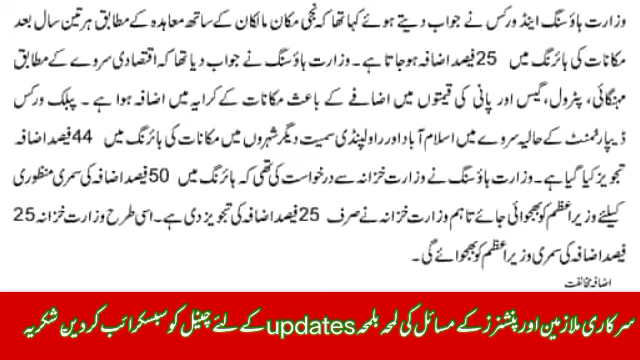 وزارت ہاؤسنگ اینڈ ورکس نے جواب دیتے ہوئے کہا تھا کہ نجی مکان مالکان کے ساتھ معاہدہ کے مطابق ہر تین سال بعد
مکانات کی ہائرنگ میں 25 فیصد اضافہ ہو جاتا ہے۔ وزارت ہاؤسنگ نے جواب دیا تھا کہ اقتصادی سروے کے مطابق
مہنگائی، پٹرول، گیس اور پانی کی قیمتوں میں اضافے کے باعث مکانات کے کرایہ میں اضافہ ہوا ہے ۔ پبلک ورکس
ڈیپارٹمنٹ کے حالیہ سروے میں اسلام آباد اور راولپنڈی سمیت دیگر شہروں میں مکانات کی ہائرنگ میں 44 فیصد اضافہ
تجویز کیا گیا ہے۔ وزارت ہاؤسنگ نے وزارت خزانہ سے درخواست کی تھی کہ ہائرنگ میں 50 فیصد اضافہ کی سمری منظوری
کیلئے وزیر اعظم کو بھجوائی جائے تاہم وزارت خزانہ نے صرف 25 فیصد اضافہ کی تجویز دی ہے۔ اسی طرح وزارت خزانہ 25
فیصد اضافہ کی سمری وزیر اعظم کو بھجوائے گی۔
اضافہ مخالفت
سرکاری ملازمین اور پنشنرز کے مسائل کی لمحہ بلمحہ updates کے لئے چینل کو سبسکرائب کر دیں شکریہ